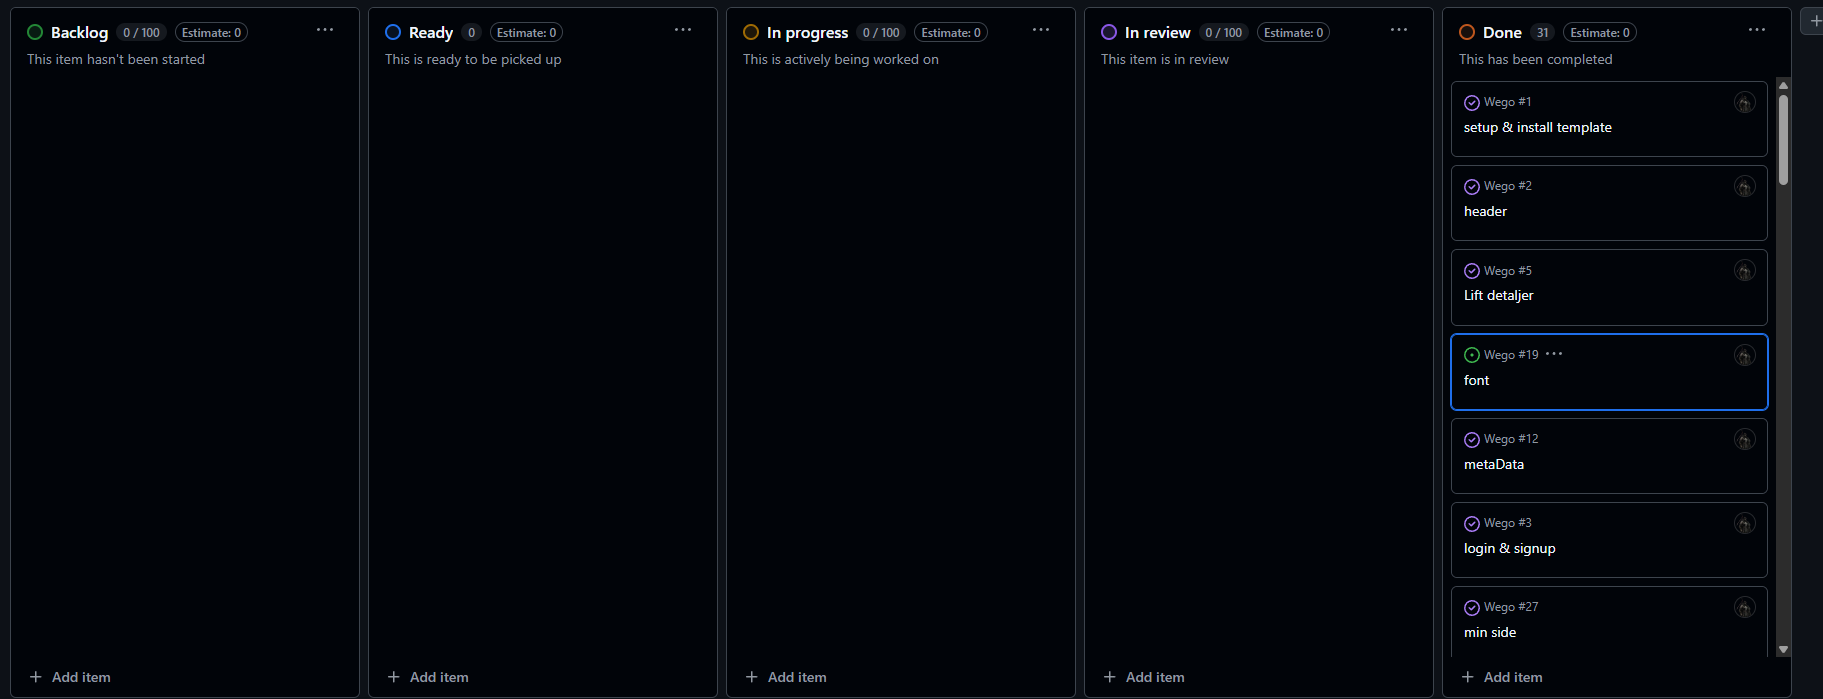 Backlog 0 / 100 Estimate: 0
This item hasn't been started
Add item
Ready 0 Estimate: 0
This is ready to be picked up
Add item
In progress 0 / 100 Estimate: 0
This is actively being worked on
Add item
In review 0 / 100 Estimate: 0
This item is in review
Add item
Done 31 Estimate: 0
This has been completed
Wego #1
setup & install template
Wego #2
header
Wego #5
Lift detaljer
Wego #19
font
Wego #12
metaData
Wego #3
login & signup
Wego #27
min side
Add item